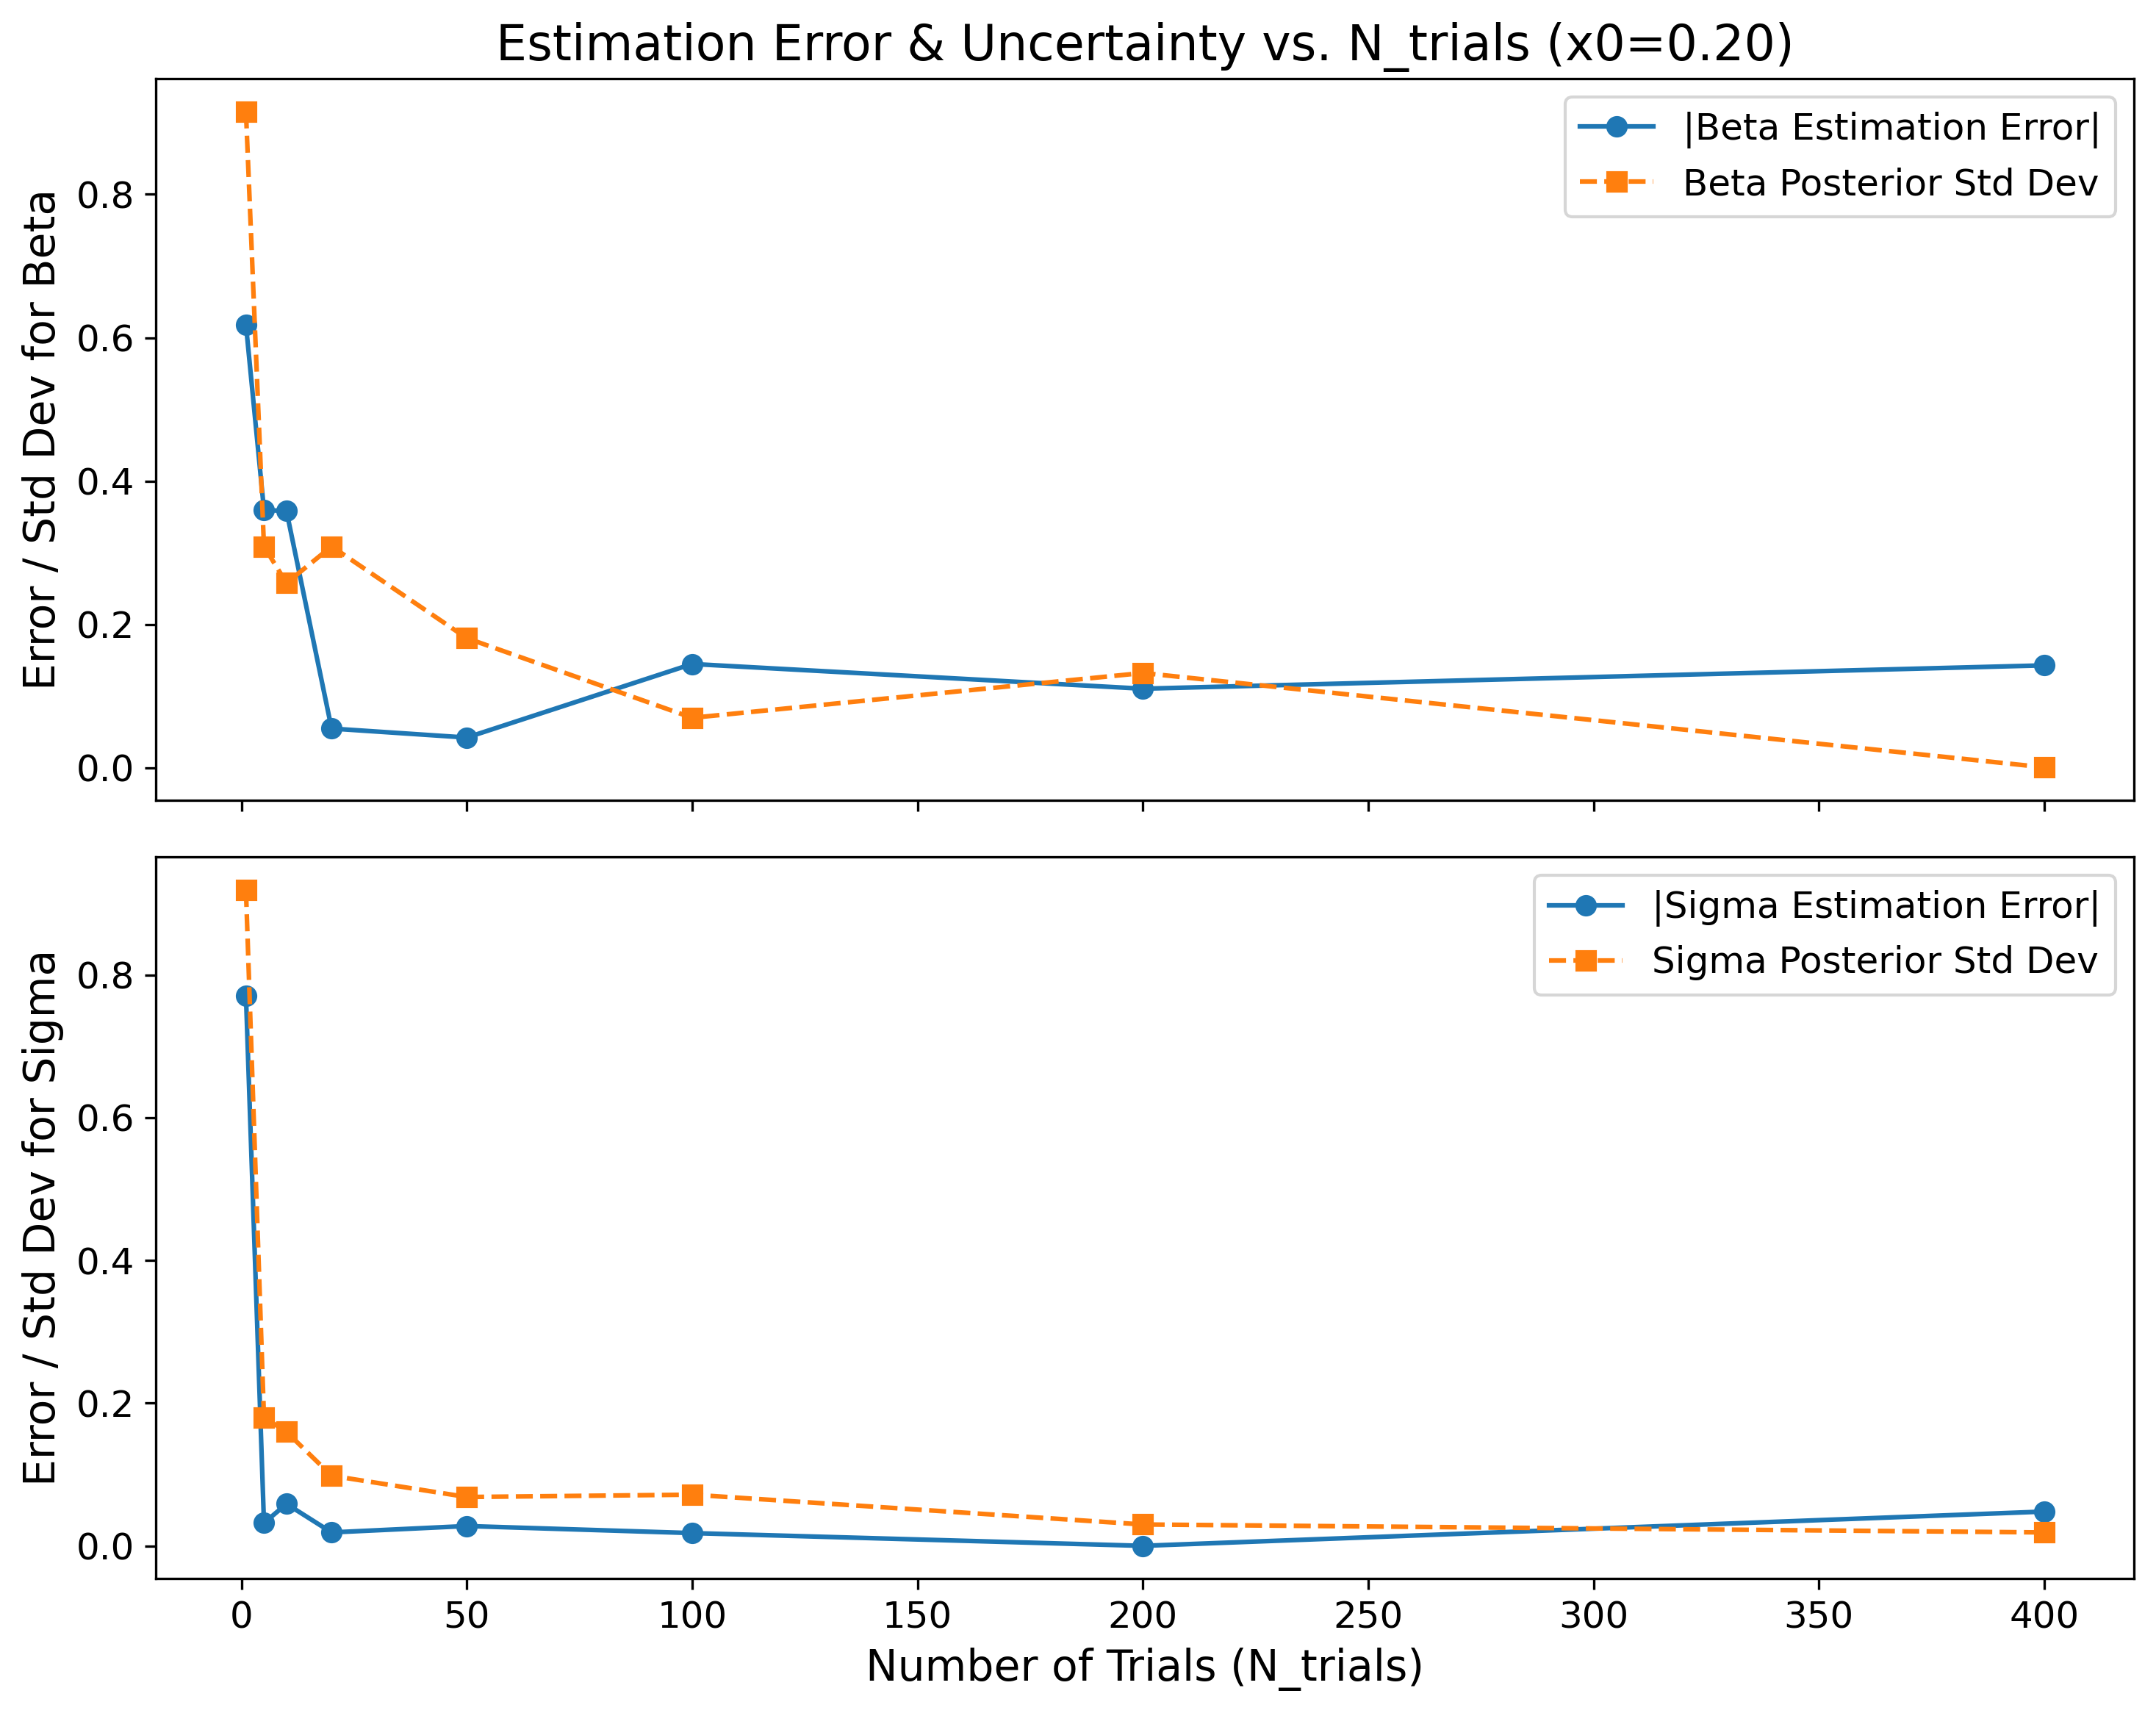 Estimation Error & Uncertainty vs. N_trials (x0=0.20)
Error / Std Dev for Beta
0.8
0.6
0.4
0.2
0.0
|Beta Estimation Error|
Beta Posterior Std Dev
Error / Std Dev for Sigma
0.8
0.6
0.4
0.2
0.0
|Sigma Estimation Error|
Sigma Posterior Std Dev
0 50 100 150 200 250 300 350 400
Number of Trials (N_trials)